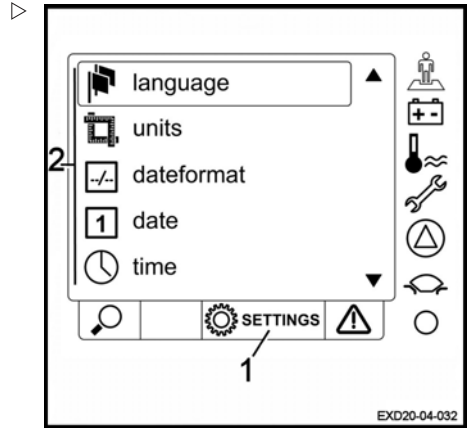 language
units
2
--/-- dateformat
1 date
time
SETTINGS
1
EXD20-04-032